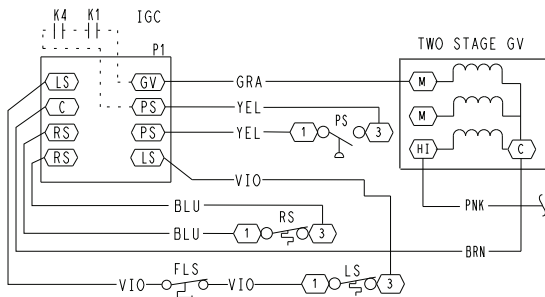 K4 K1 IGC
P1
TWO STAGE GV
LS GV GRA M
C PS YEL
RS PS YEL 1 PS 3 M
RS LS HI C
VIO
BLU PNK
BLU 1 RS 3
BRN
VIO FLS VIO 1 LS 3